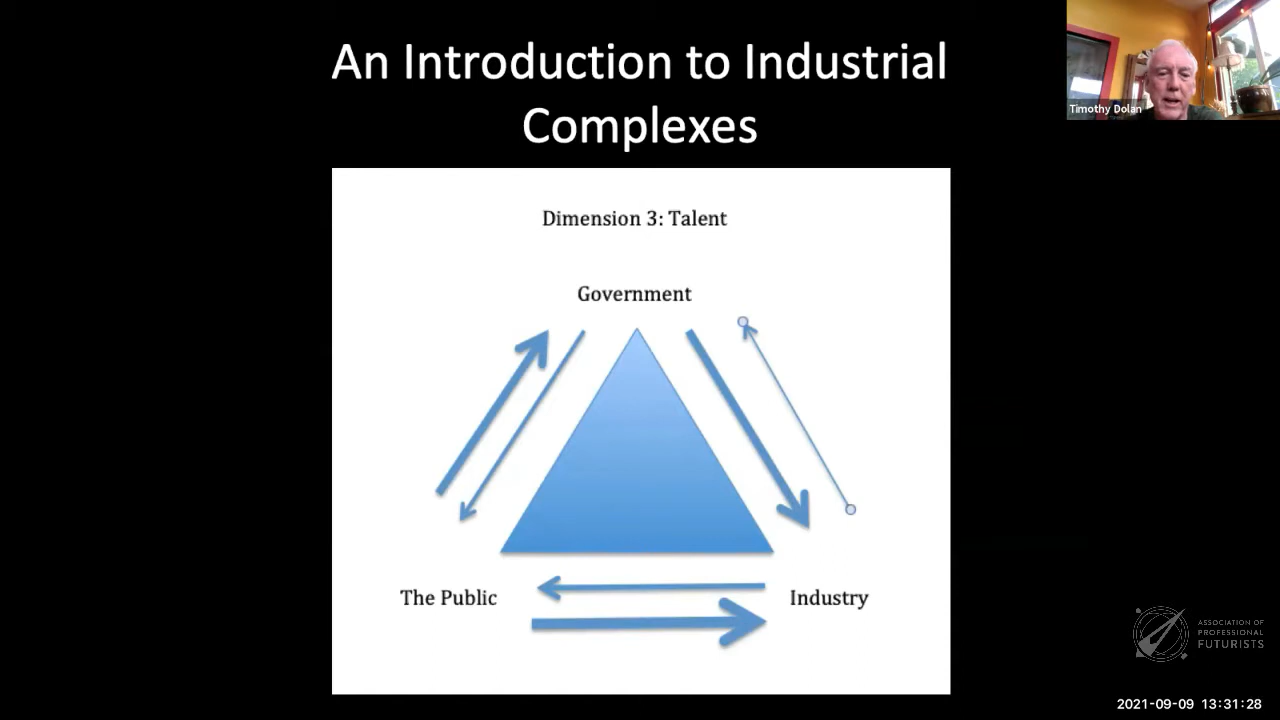 An Introduction to Industrial
Complexes
Timothy Dolan
Dimension 3: Talent
Government
The Public
Industry
ASSOCIATION OF
PROFESSIONAL
FUTURISTS
2021-09-09 13:31:28